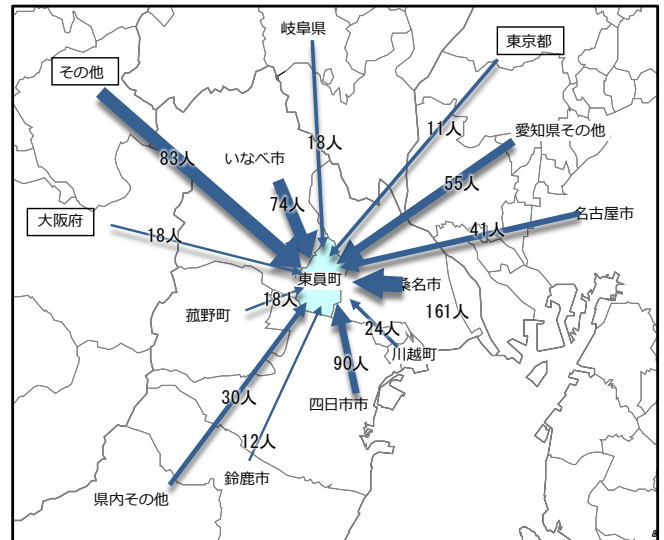 岐阜県
東京都
その他
愛知県その他
18人
11人
83人
いなべ市
55人
74人
名古屋市
大阪府
41人
18人
東員町
桑名市
18人
161人
菰野町
24人
川越町
90人
30人
四日市市
12人
鈴鹿市
県内その他